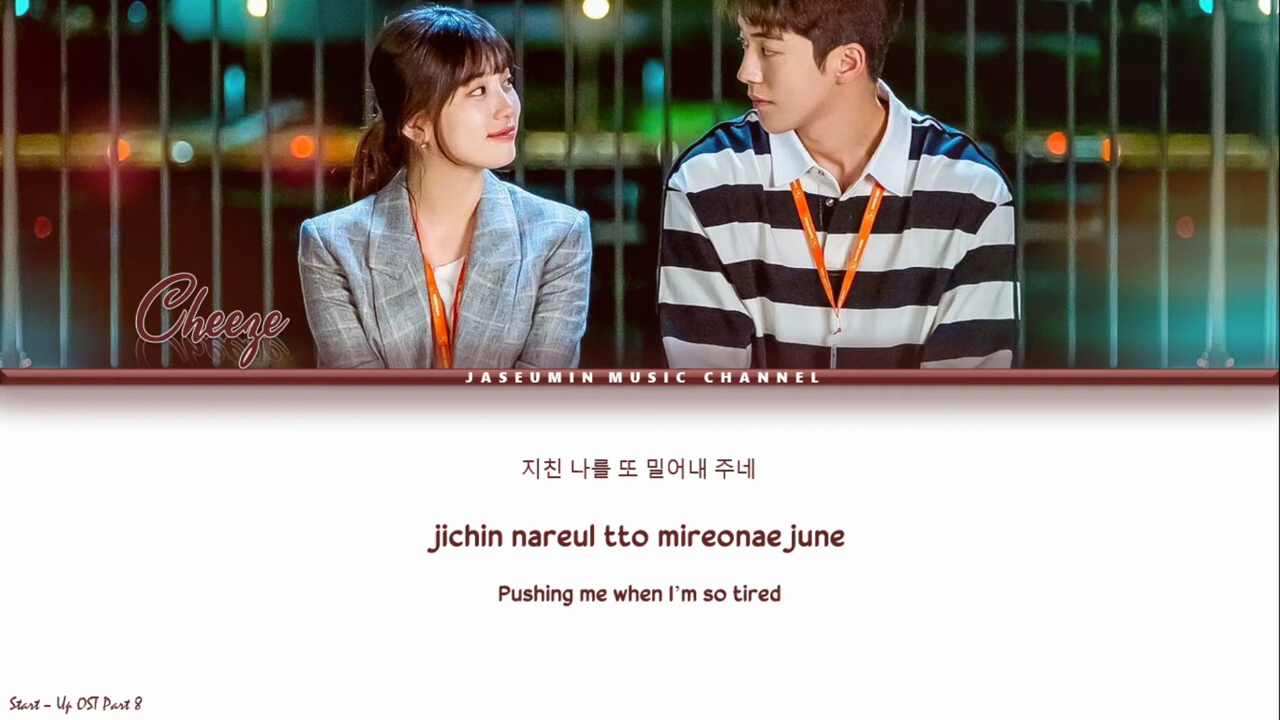 Cheeze
JASEUMIN MUSIC CHANNEL
지친 나를 또 밀어내 주네
jichin nareul tto mireonae june
Pushing me when I'm so tired
Start - Up OST Part 8